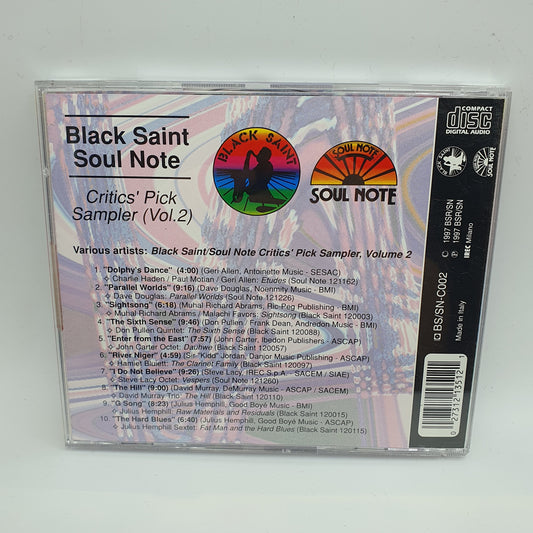 Black Saint
Soul Note
Critics' Pick
Sampler (Vol.2)
BLACK SAINT
SOUL NOTE
SOUL NOTE
COMPACT
disc
DIGITAL AUDIO
BLACK SAINT
SOUL NOTE
Various artists: Black Saint/Soul Note Critics' Pick Sampler, Volume 2
1. "Dolphy's Dance" (4:00) (Geri Allen, Antoinette Music - SESAC)
◇ Charlie Haden / Paul Motian / Geri Allen: Etudes (Soul Note 121162)
2. "Parallel Worlds" (9:16) (Dave Douglas, Noenmity Music - BMI)
◇ Dave Douglas: Parallel Worlds (Soul Note 121226)
3. "Sightsong" (6:18) (Muhal Richard Abrams, Ric-Peg Publishing - BMI)
◇ Muhal Richard Abrams / Malachi Favors: Sightsong (Black Saint 120003)
4. "The Sixth Sense" (9:46) (Don Pullen / Frank Dean, Andredon Music - BMI)
◇ Don Pullen Quintet: The Sixth Sense (Black Saint 120088)
5. "Enter from the East" (7:57) (John Carter, Ibedon Publishers - ASCAP)
◇ John Carter Octet: Dauwhe (Black Saint 120057)
6. "River Niger" (4:59) (Sir "Kidd" Jordan, Danjor Music Publishing - ASCAP)
◇ Hamiet Bluiett: The Clarinet Family (Black Saint 120097)
7. "I Do Not Believe" (9:26) (Steve Lacy, IREC S.p.A. - SACEM / SIAE)
◇ Steve Lacy Octet: Vespers (Soul Note 121260)
8. "The Hill" (9:00) (David Murray, DeMurray Music - ASCAP / SACEM)
◇ David Murray Trio: The Hill (Black Saint 120110)
9. "G Song" (8:23) (Julius Hemphill, Good Boyé Music - BMI)
◇ Julius Hemphill: Raw Materials and Residuals (Black Saint 120015)
10. "The Hard Blues" (6:40) (Julius Hemphill, Good Boyé Music - ASCAP)
◇ Julius Hemphill Sextet: Fat Man and the Hard Blues (Black Saint 120115)
© 1997 BSR/SN
℗ 1997 BSR/SN
IREC Milano
BS/SN-C002
Made in Italy
0 27312 13512 1